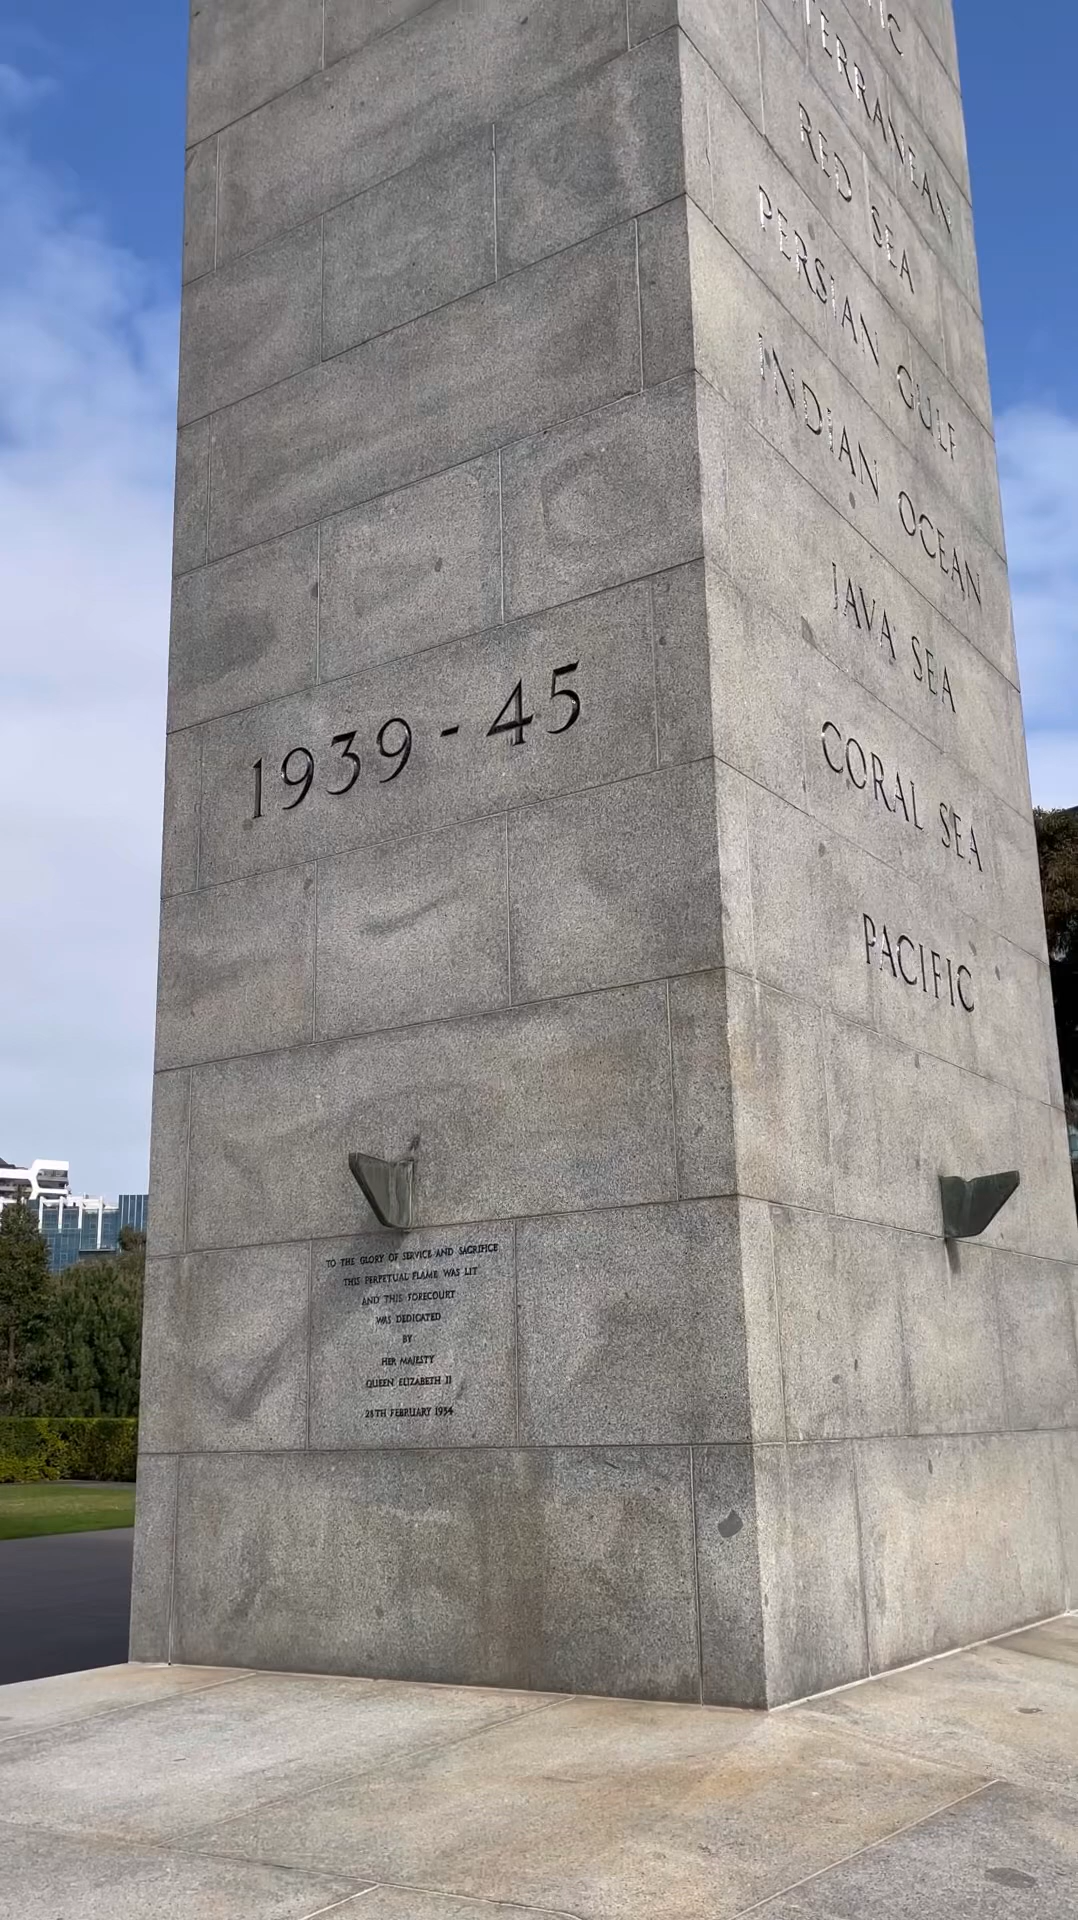 1939 - 45
TO THE GLORY OF SERVICE AND SACRIFICE
THIS PERPETUAL FLAME WAS LIT
AND THIS FORECOURT
WAS DEDICATED
BY
HER MAJESTY
QUEEN ELIZABETH II
28TH FEBRUARY 1954
RED SEA
PERSIAN GULF
INDIAN OCEAN
JAVA SEA
CORAL SEA
PACIFIC